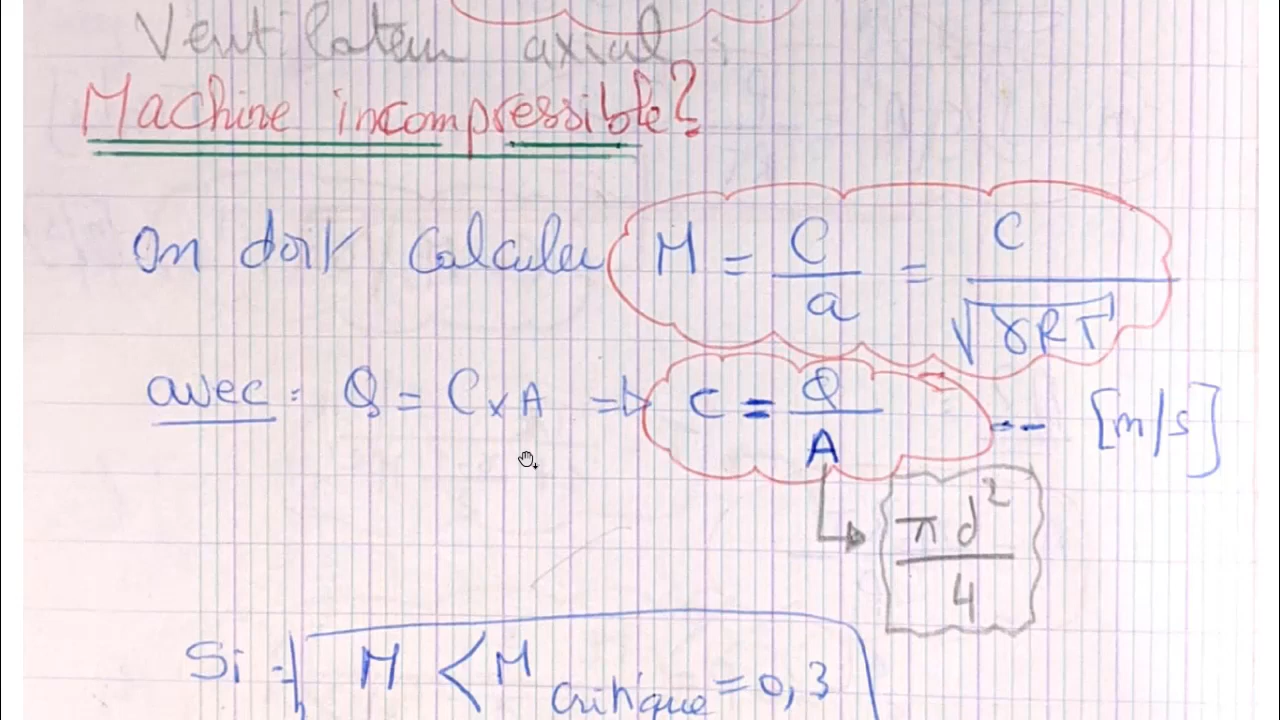 Ventilateur axial :
Machine incompressible?
On doit Calculer M = C / a = C / √γRT
avec : Q = C x A => C = Q / A -- [m/s]
πd² / 4
Si : M < M critique = 0,3